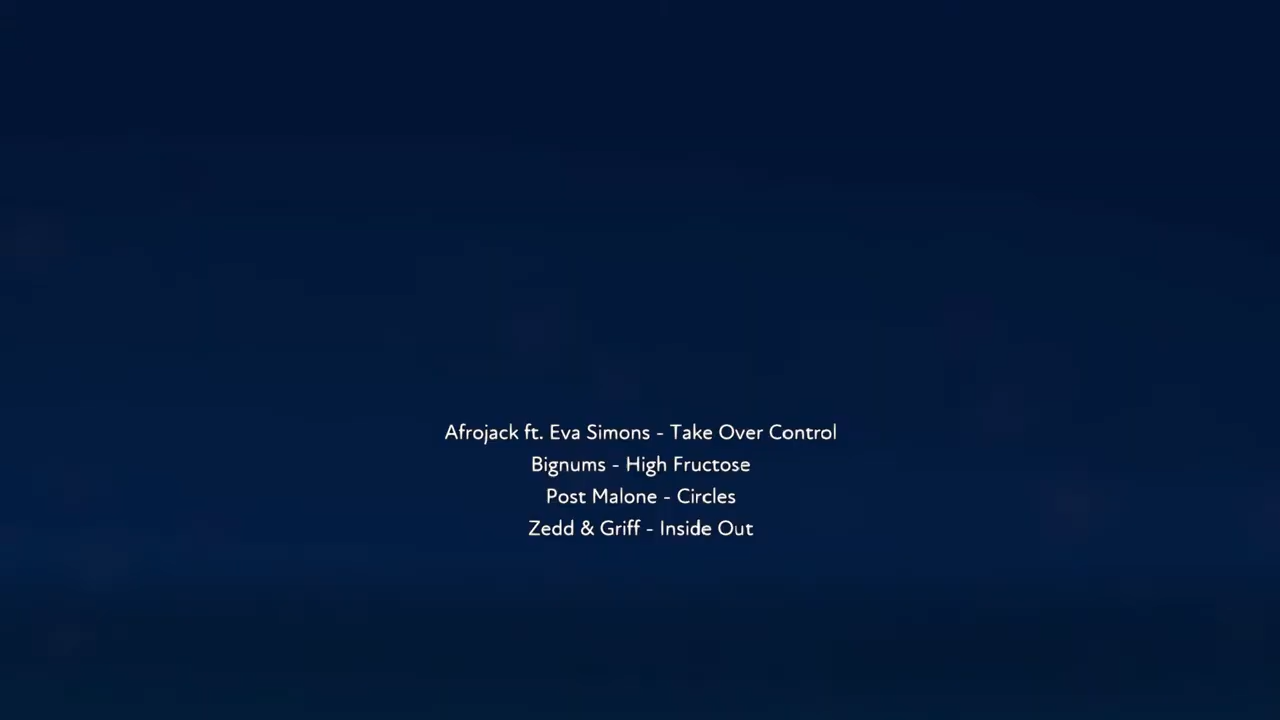 Afrojack ft. Eva Simons - Take Over Control
Bignums - High Fructose
Post Malone - Circles
Zedd & Griff - Inside Out